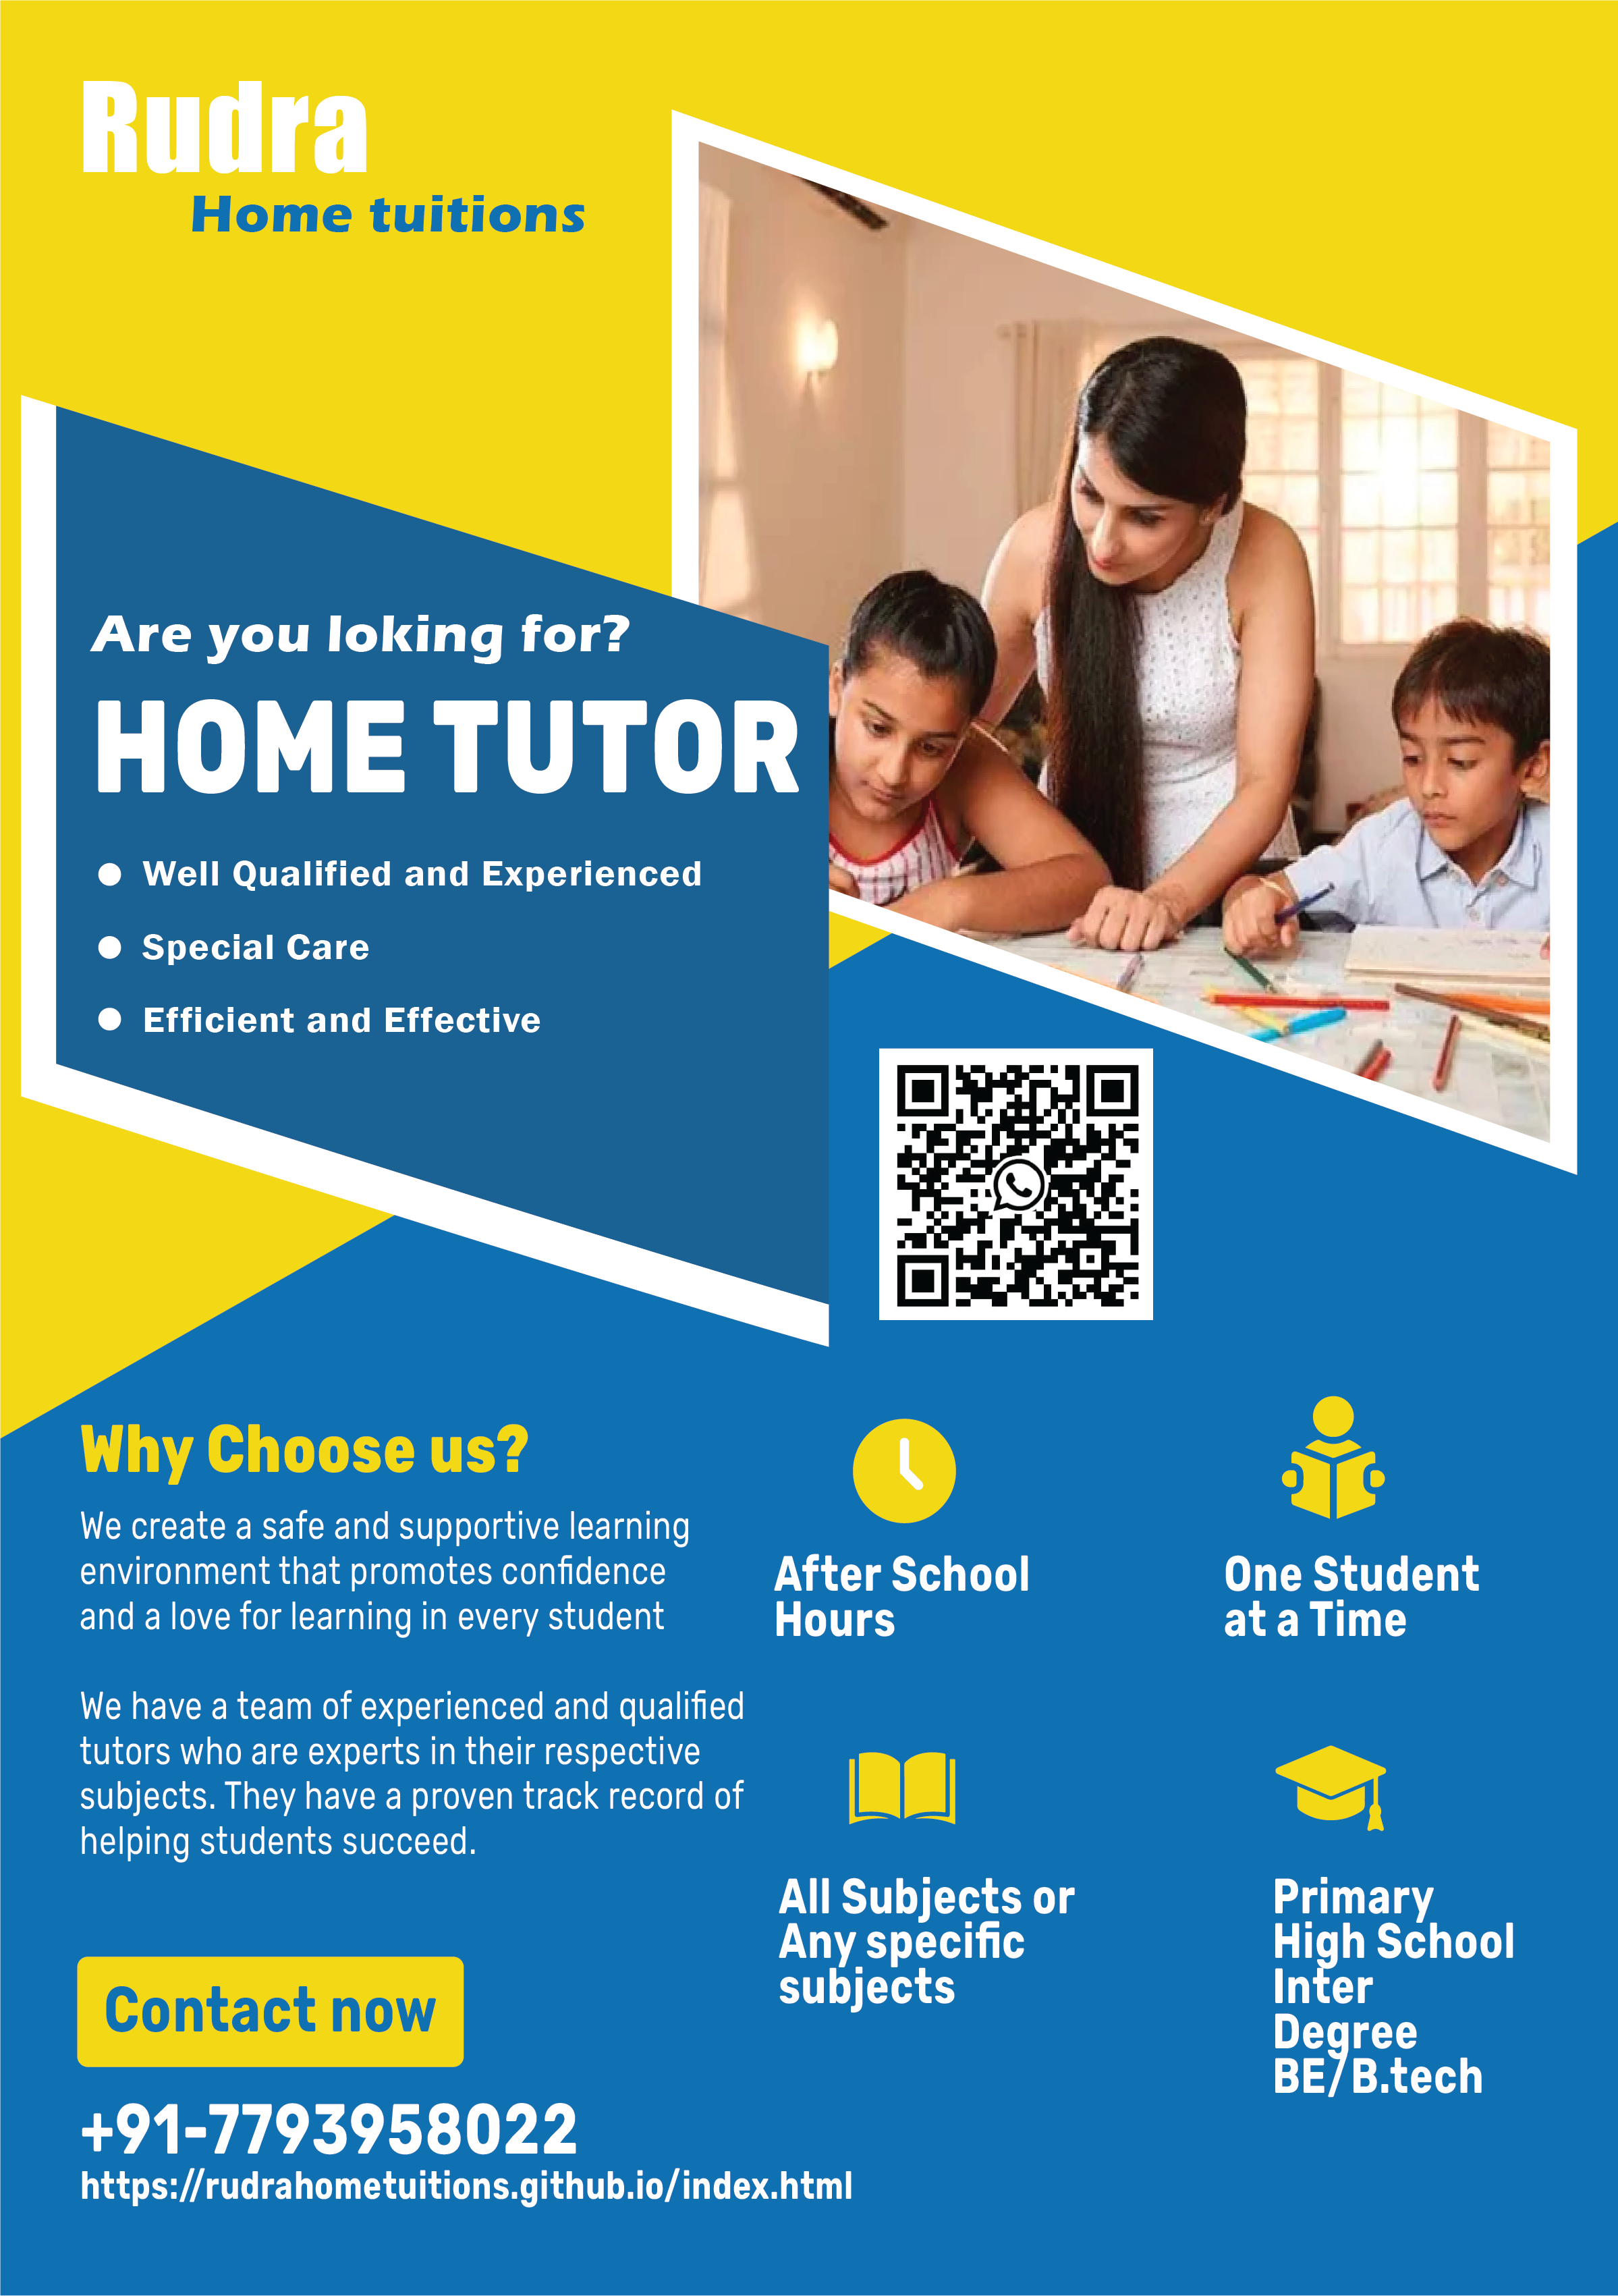 Rudra
Home tuitions
Are you loking for?
HOME TUTOR
Well Qualified and Experienced
Special Care
Efficient and Effective
Why Choose us?
We create a safe and supportive learning
environment that promotes confidence
and a love for learning in every student
We have a team of experienced and qualified
tutors who are experts in their respective
subjects. They have a proven track record of
helping students succeed.
After School
Hours
One Student
at a Time
All Subjects or
Any specific
subjects
Primary
High School
Inter
Degree
BE/B.tech
Contact now
+91-7793958022
https://rudrahometuitions.github.io/index.html